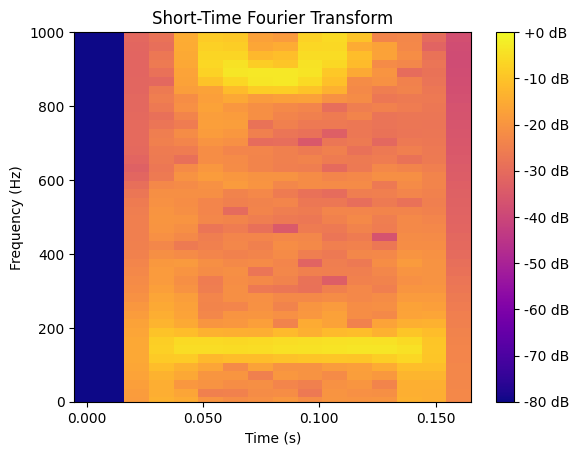 Short-Time Fourier Transform
1000
800
600
400
200
0
Frequency (Hz)
0.000
0.050
0.100
0.150
Time (s)
+0 dB
-10 dB
-20 dB
-30 dB
-40 dB
-50 dB
-60 dB
-70 dB
-80 dB